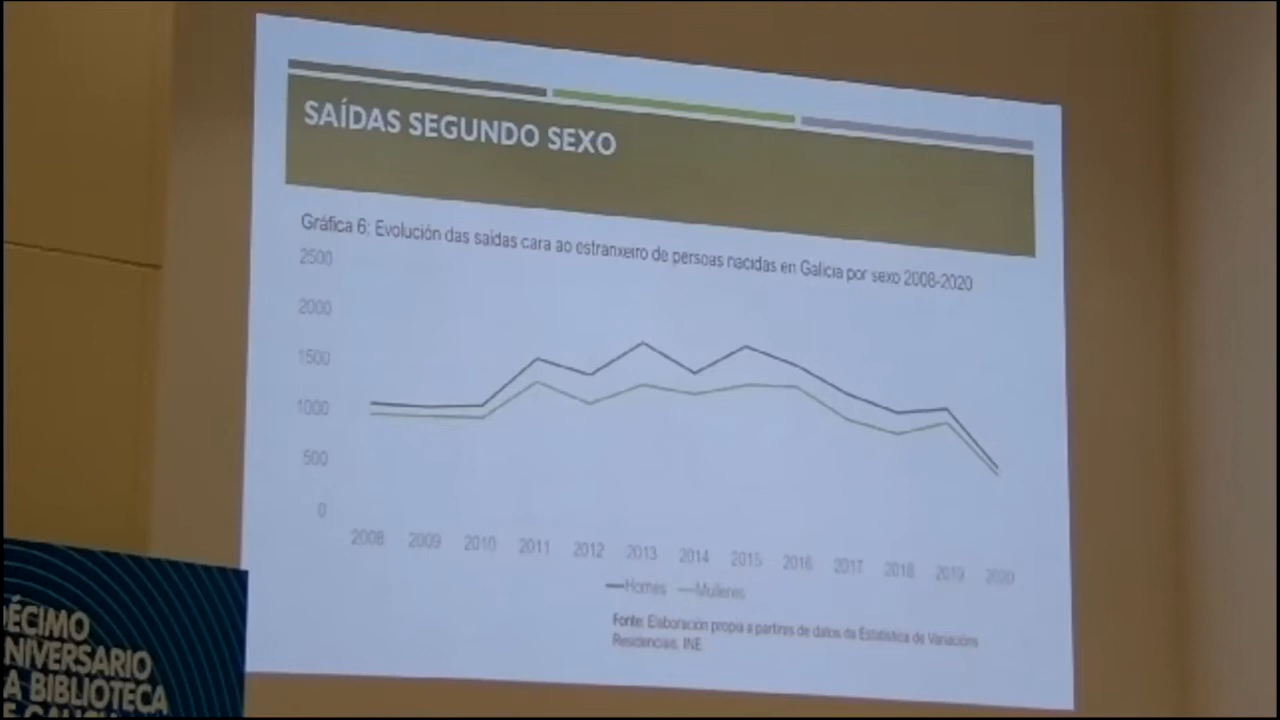 SAÍDAS SEGUNDO SEXO
Gráfica 6: Evolución das saídas cara ao estranxeiro de persoas nacidas en Galicia por sexo 2008-2020
2500
2000
1500
1000
500
0
2008 2009 2010 2011 2012 2013 2014 2015 2016 2017 2018 2019 2020
Homes Mulleres
Fonte: Elaboración propia a partires de datos da Estatística de Variacións
Residenciais, INE
DÉCIMO
NIVERSARIO
A BIBLIOTECA